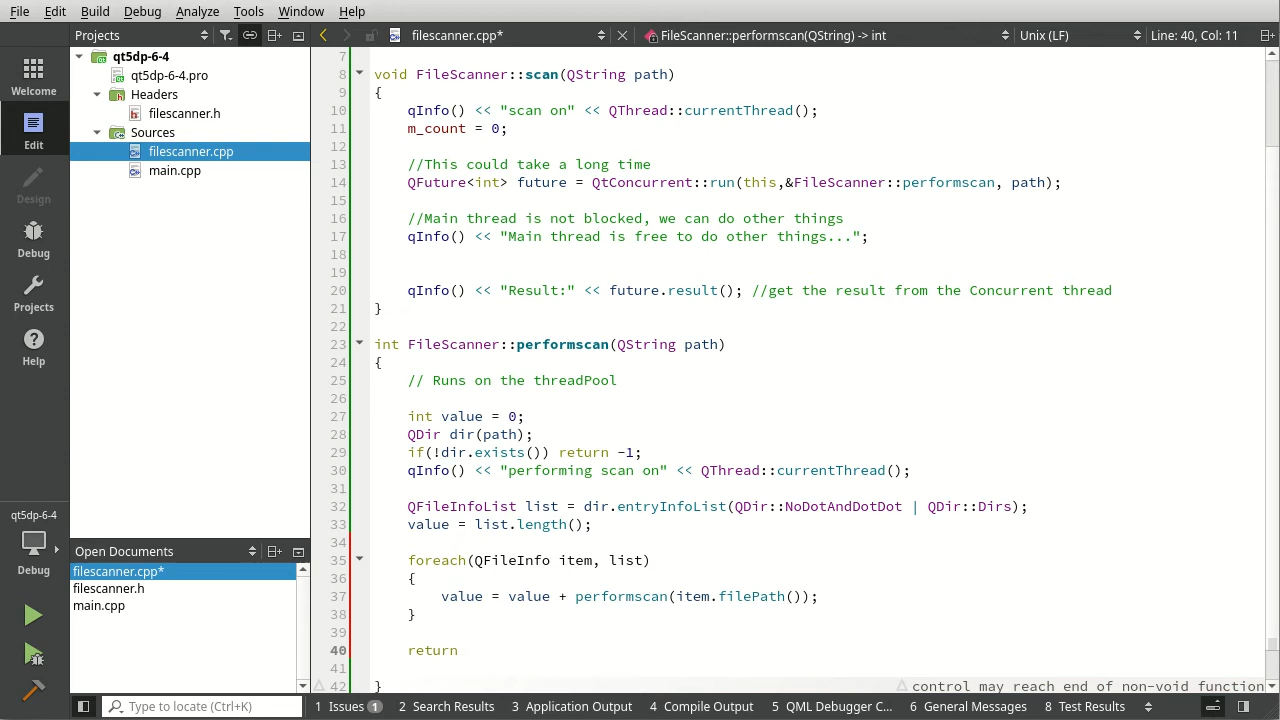 File Edit Build Debug Analyze Tools Window Help
Projects
filescanner.cpp*
FileScanner::performscan(QString) -> int
Unix (LF)
Line: 40, Col: 11
Welcome
Edit
Design
Debug
Projects
Help
qt5dp-6-4
Debug
qt5dp-6-4
qt5dp-6-4.pro
Headers
filescanner.h
Sources
filescanner.cpp
main.cpp
Open Documents
filescanner.cpp*
filescanner.h
main.cpp
7
8 void FileScanner::scan(QString path)
9 {
10 qInfo() << "scan on" << QThread::currentThread();
11 m_count = 0;
12
13 //This could take a long time
14 QFuture<int> future = QtConcurrent::run(this,&FileScanner::performscan, path);
15
16 //Main thread is not blocked, we can do other things
17 qInfo() << "Main thread is free to do other things...";
18
19
20 qInfo() << "Result:" << future.result(); //get the result from the Concurrent thread
21 }
22
23 int FileScanner::performscan(QString path)
24 {
25 // Runs on the threadPool
26
27 int value = 0;
28 QDir dir(path);
29 if(!dir.exists()) return -1;
30 qInfo() << "performing scan on" << QThread::currentThread();
31
32 QFileInfoList list = dir.entryInfoList(QDir::NoDotAndDotDot | QDir::Dirs);
33 value = list.length();
34
35 foreach(QFileInfo item, list)
36 {
37 value = value + performscan(item.filePath());
38 }
39
40 return
41
42 } control may reach end of non-void function
Type to locate (Ctrl+K)
1 Issues 1
2 Search Results
3 Application Output
4 Compile Output
5 QML Debugger C...
6 General Messages
8 Test Results